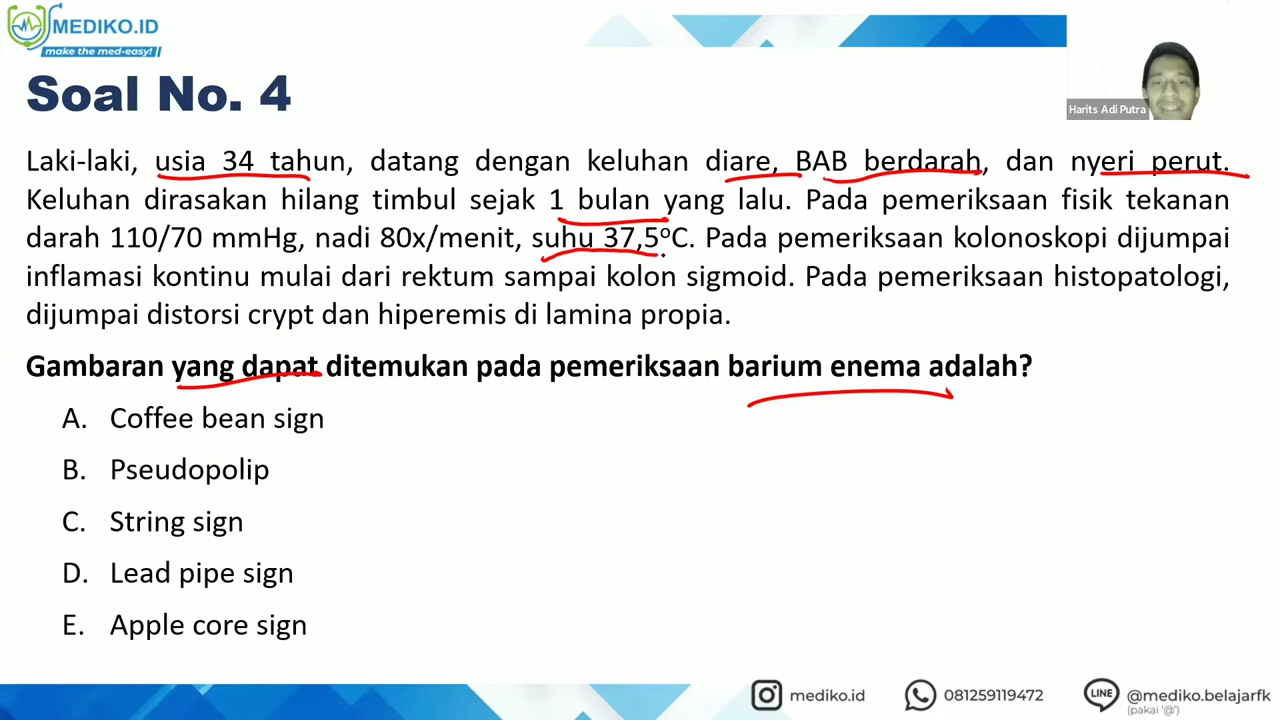 MEDIKO.ID
make the med-easy!
Harits Adi Putra
Soal No. 4
Laki-laki, usia 34 tahun, datang dengan keluhan diare, BAB berdarah, dan nyeri perut.
Keluhan dirasakan hilang timbul sejak 1 bulan yang lalu. Pada pemeriksaan fisik tekanan
darah 110/70 mmHg, nadi 80x/menit, suhu 37,5°C. Pada pemeriksaan kolonoskopi dijumpai
inflamasi kontinu mulai dari rektum sampai kolon sigmoid. Pada pemeriksaan histopatologi,
dijumpai distorsi crypt dan hiperemis di lamina propia.
Gambaran yang dapat ditemukan pada pemeriksaan barium enema adalah?
A. Coffee bean sign
B. Pseudopolip
C. String sign
D. Lead pipe sign
E. Apple core sign
mediko.id
081259119472
LINE
@mediko.belajarfk
(pakai '@')